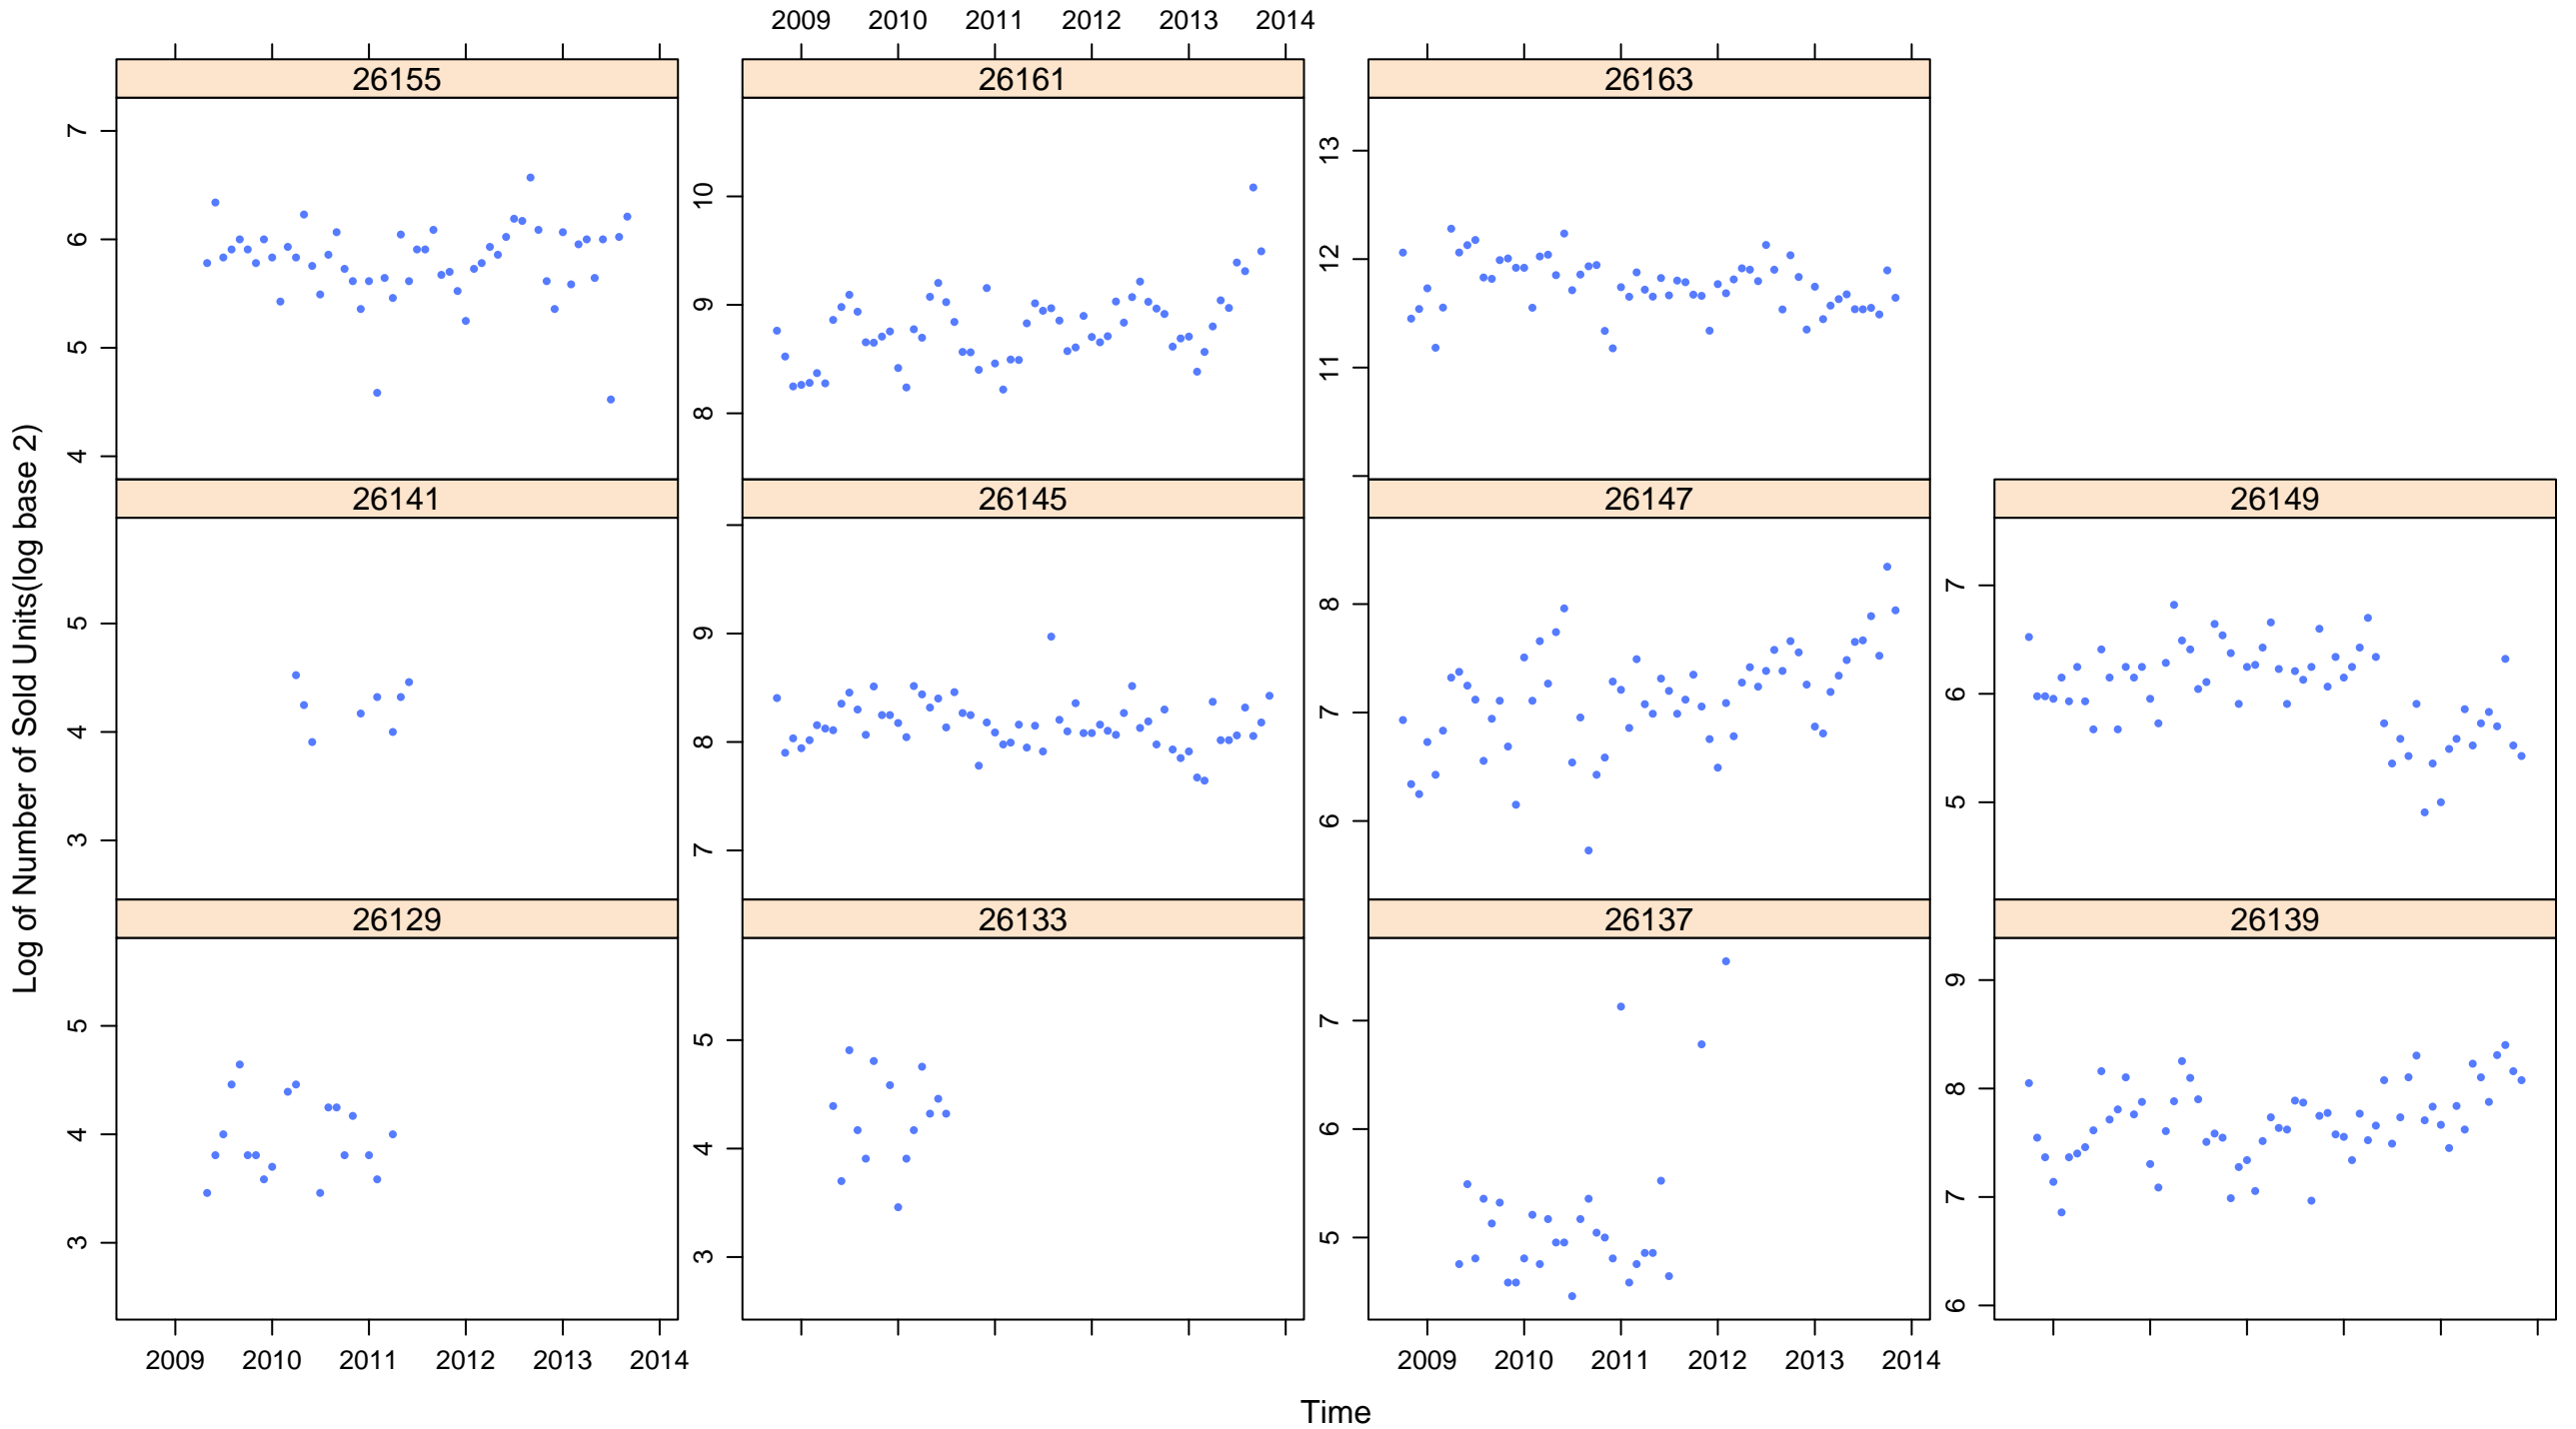 2009 2010 2011 2012 2013 2014
26155 26161 26163
7 6 5 4
10 9 8
13 12 11
26141 26145 26147 26149
5 4 3
9 8 7
8 7 6
7 6 5
26129 26133 26137 26139
5 4 3
5 4 3
7 6 5
9 8 7 6
2009 2010 2011 2012 2013 2014 2009 2010 2011 2012 2013 2014
Time
Log of Number of Sold Units(log base 2)